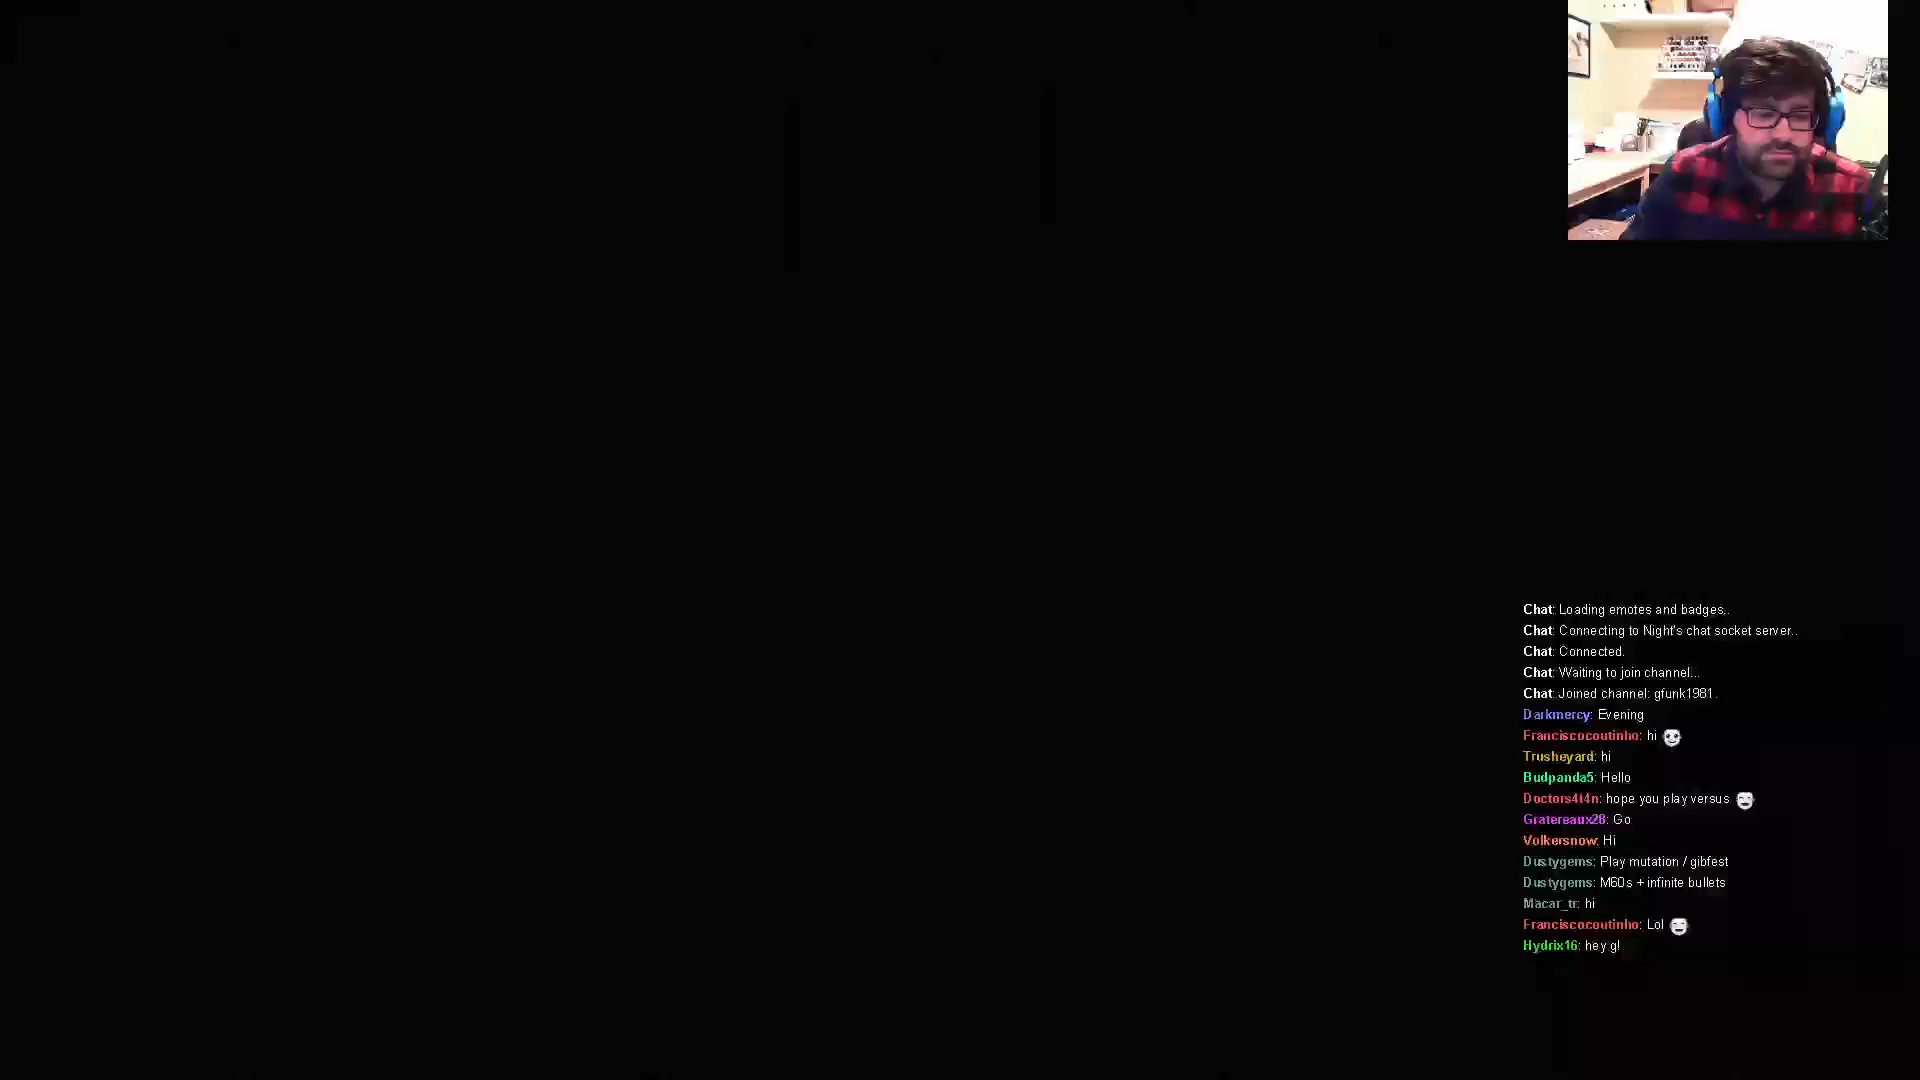 Chat: Loading emotes and badges..
Chat: Connecting to Night's chat socket server..
Chat: Connected.
Chat: Waiting to join channel...
Chat: Joined channel: gfunk1981.
Darkmercy: Evening
Franciscocoutinho: hi
Trusheyard: hi
Budpanda5: Hello
Doctors4t4n: hope you play versus
Gratereaux28: Go
Volkersnow: Hi
Dustygems: Play mutation / gibfest
Dustygems: M60s + infinite bullets
Macar_tr: hi
Franciscocoutinho: Lol
Hydrix16: hey g!